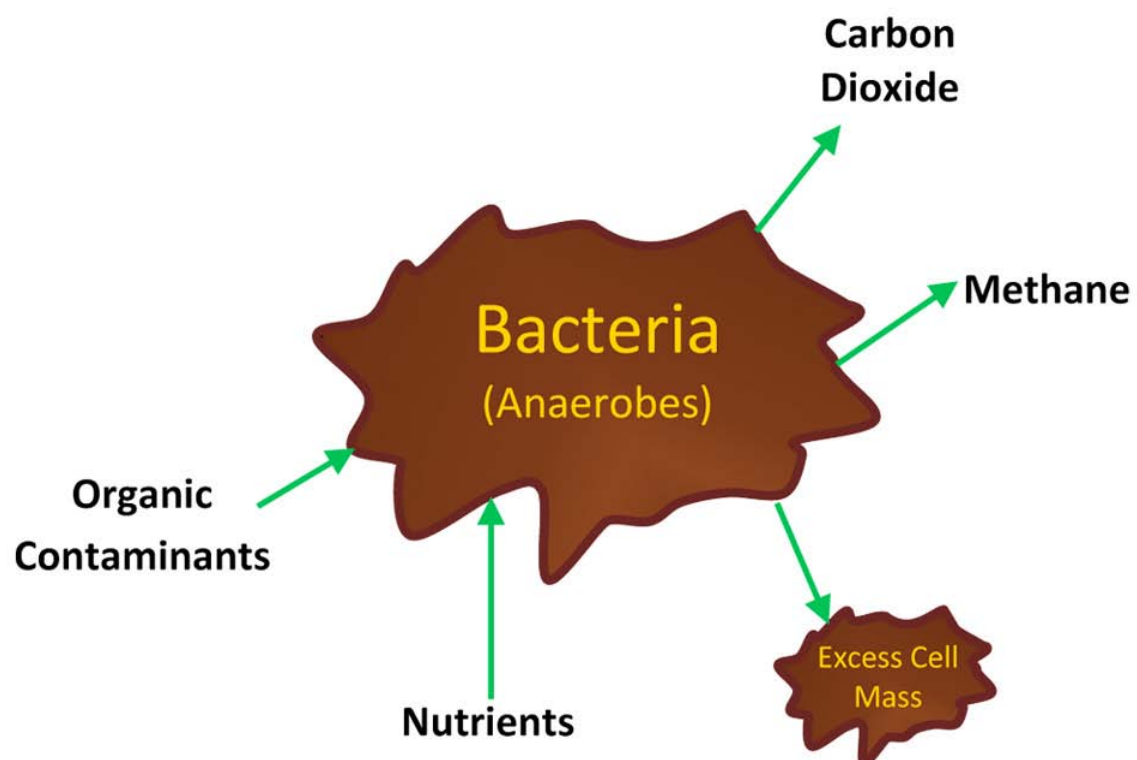 Carbon
Dioxide
Methane
Bacteria
(Anaerobes)
Organic
Contaminants
Nutrients
Excess Cell
Mass